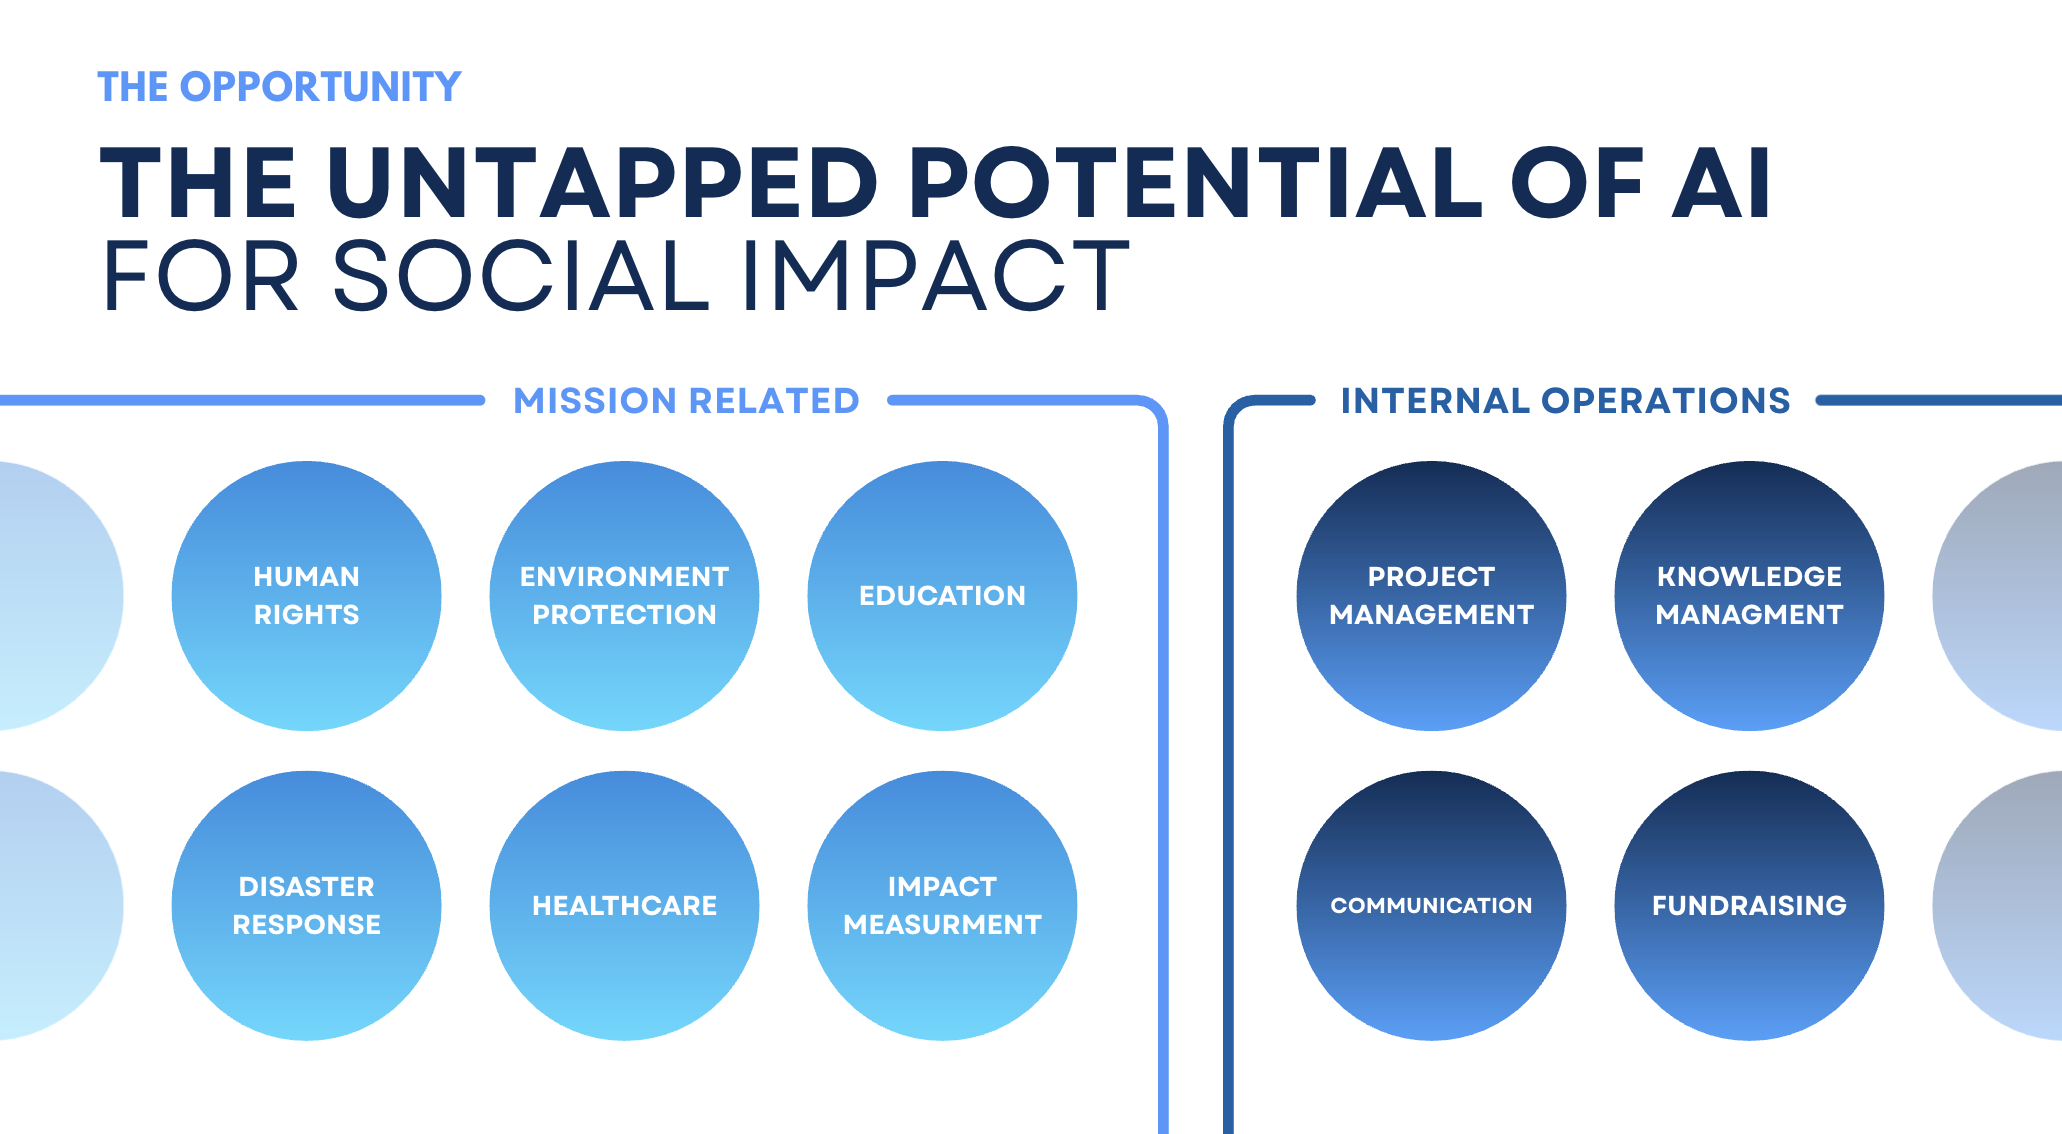 THE OPPORTUNITY
THE UNTAPPED POTENTIAL OF AI
FOR SOCIAL IMPACT
MISSION RELATED
HUMAN
RIGHTS
ENVIRONMENT
PROTECTION
EDUCATION
DISASTER
RESPONSE
HEALTHCARE
IMPACT
MEASURMENT
INTERNAL OPERATIONS
PROJECT
MANAGEMENT
KNOWLEDGE
MANAGMENT
COMMUNICATION
FUNDRAISING